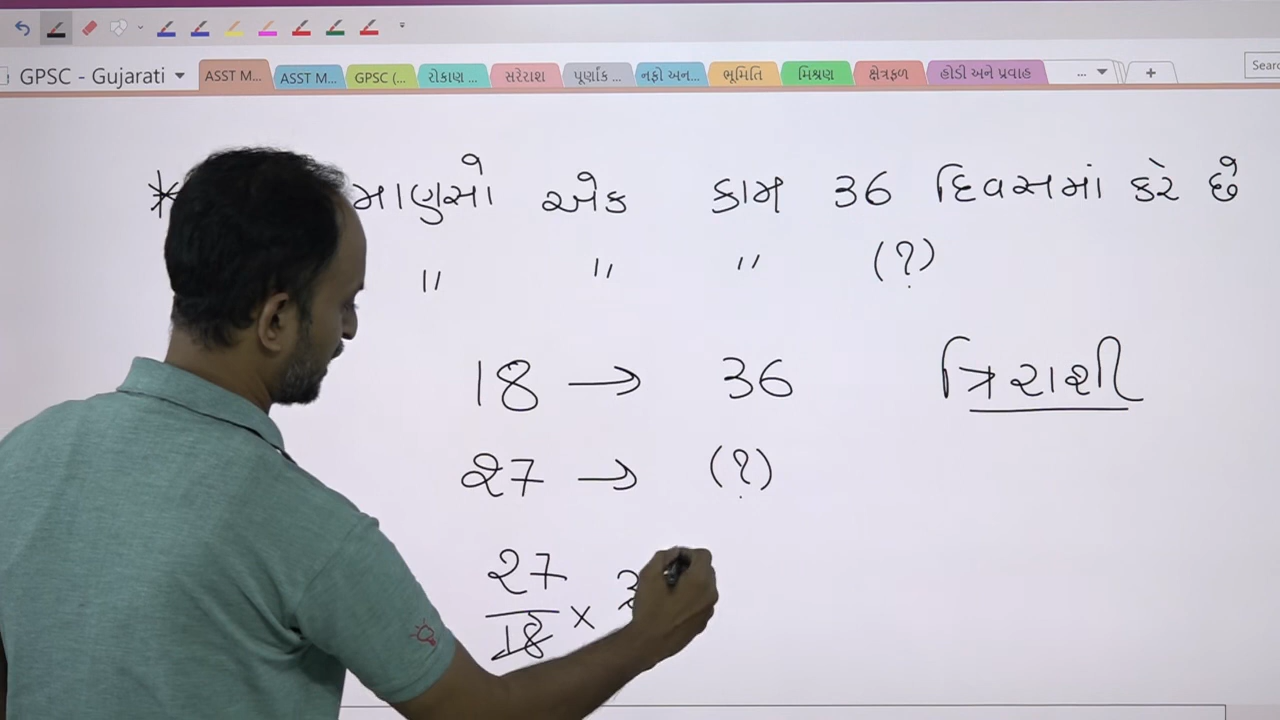 GPSC - Gujarati ASST M... ASST M... GPSC (... રોકાણ ... સરેરાશ પૂર્ણાંક ... નફો અન... ભૂમિતિ મિશ્રણ ક્ષેત્રફળ હોડી અને પ્રવાહ ... + Searc
* માણસો એક કામ 36 દિવસમાં કરે છે
" " " (?)
18 → 36 ત્રિરાશી
27 → (?)
27
18 ×